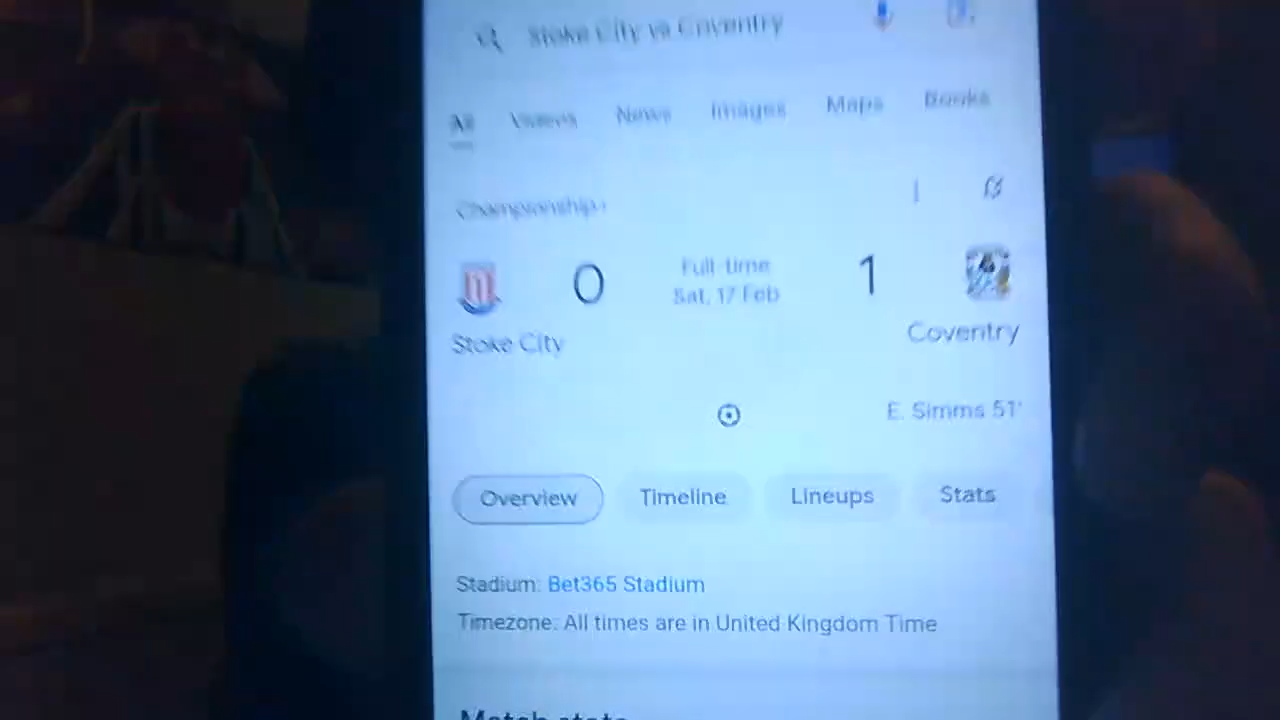 Stoke City vs Coventry
All Videos News Images Maps Books
Championship
0 Full-time 1
Sat, 17 Feb
Stoke City Coventry
E. Simms 51'
Overview Timeline Lineups Stats
Stadium: Bet365 Stadium
Timezone: All times are in United Kingdom Time
Match stats